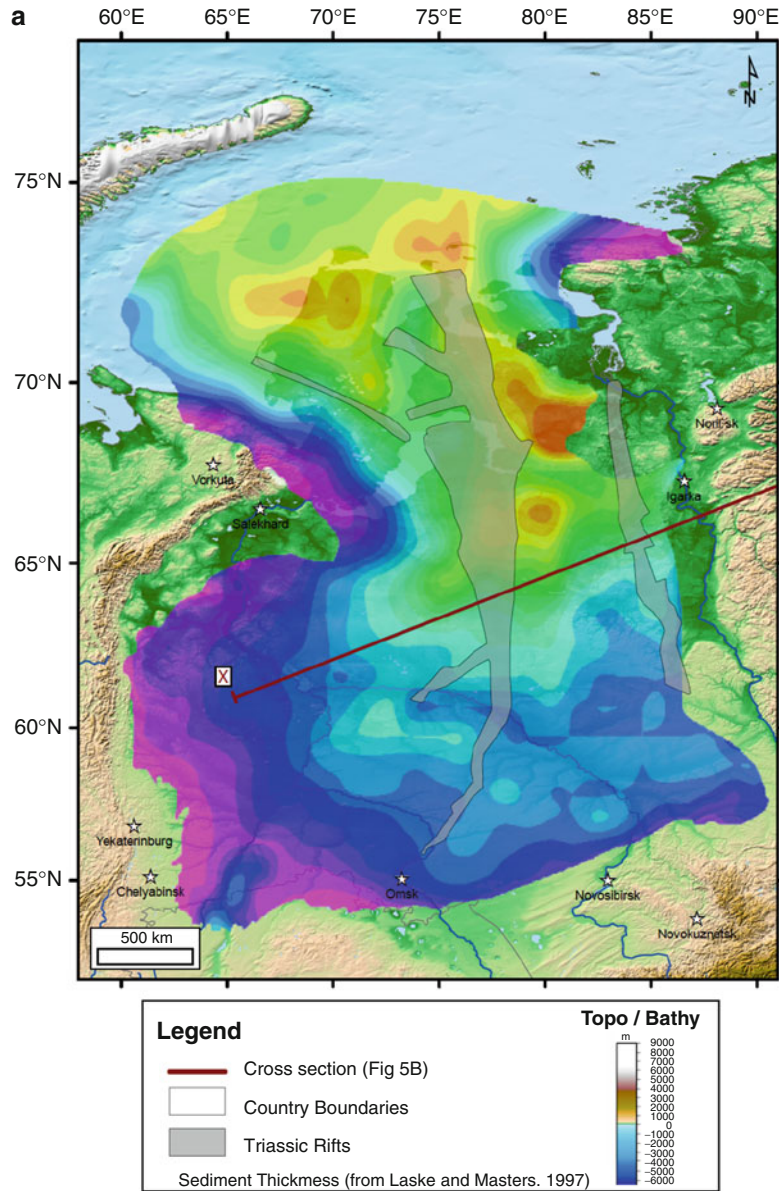 a
60°E 65°E 70°E 75°E 80°E 85°E 90°E
N
75°N
70°N
Noril'sk
Vorkuta
Igarka
Salekhard
65°N
X
60°N
Yekaterinburg
Chelyabinsk
55°N
Omsk
Novosibirsk
Novokuznetsk
500 km
Legend
Topo / Bathy
m
9000
8000
7000
6000
5000
4000
3000
2000
1000
0
−1000
−2000
−3000
−4000
−5000
−6000
Cross section (Fig 5B)
Country Boundaries
Triassic Rifts
Sediment Thickmess (from Laske and Masters. 1997)